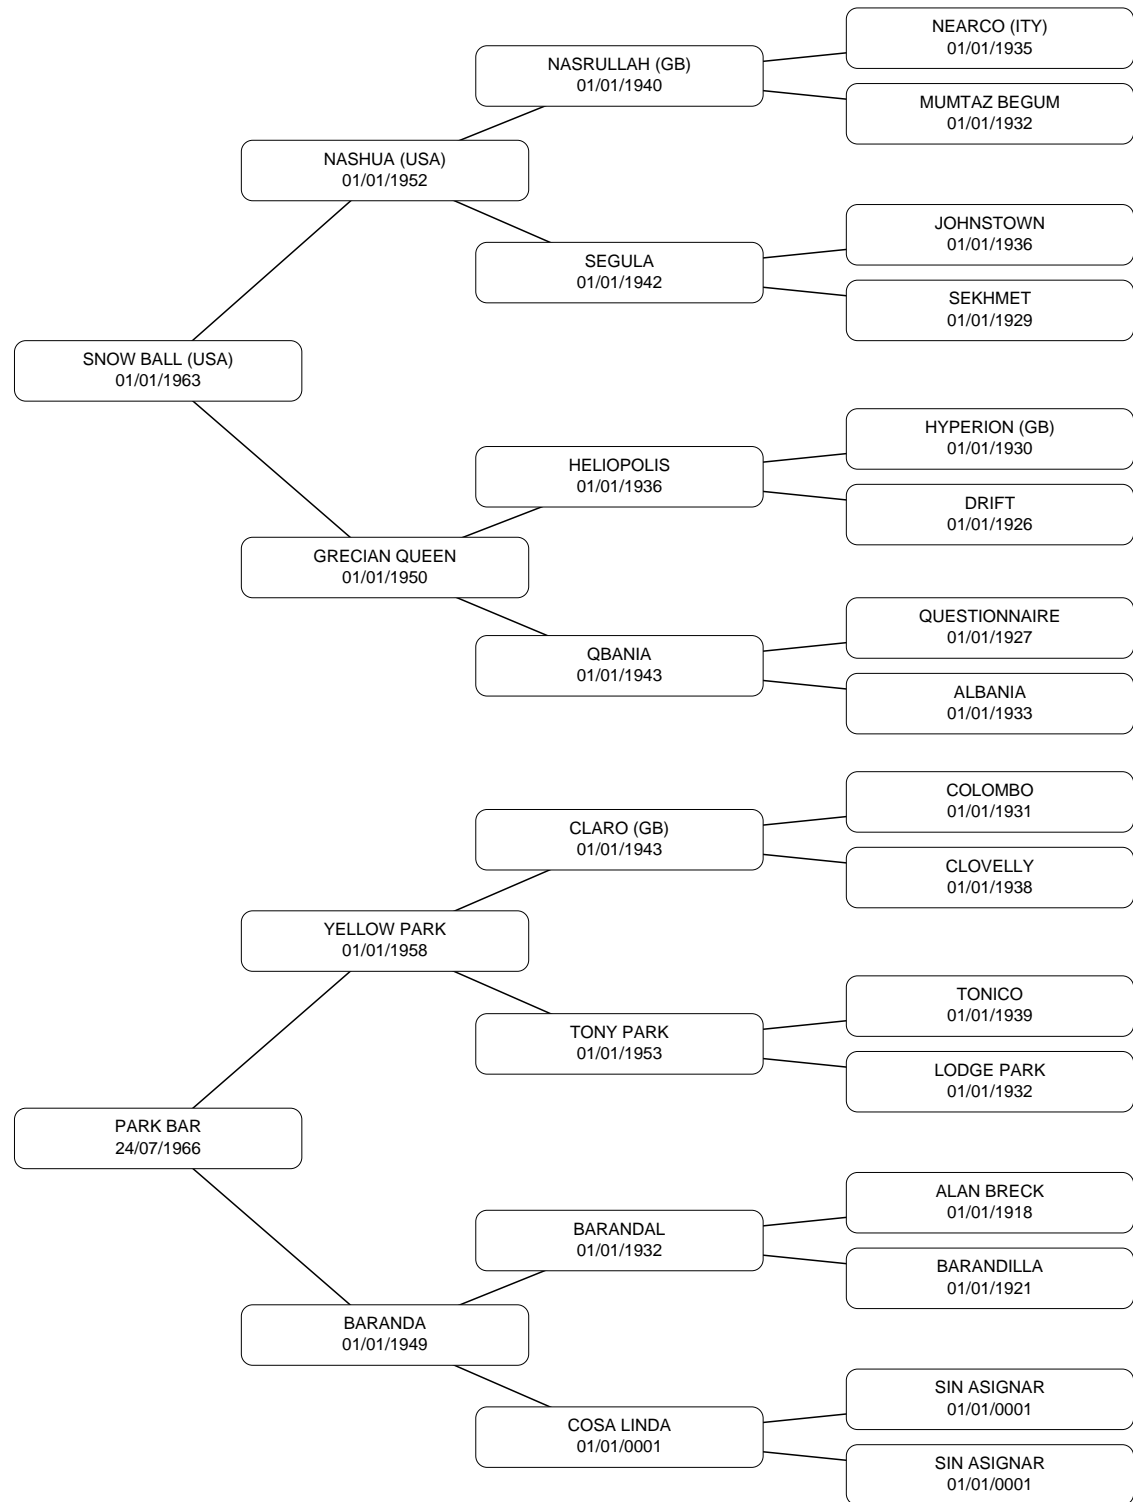 NEARCO (ITY)
01/01/1935
NASRULLAH (GB)
01/01/1940
MUMTAZ BEGUM
01/01/1932
NASHUA (USA)
01/01/1952
JOHNSTOWN
01/01/1936
SEGULA
01/01/1942
SEKHMET
01/01/1929
SNOW BALL (USA)
01/01/1963
HYPERION (GB)
01/01/1930
HELIOPOLIS
01/01/1936
DRIFT
01/01/1926
GRECIAN QUEEN
01/01/1950
QUESTIONNAIRE
01/01/1927
QBANIA
01/01/1943
ALBANIA
01/01/1933
COLOMBO
01/01/1931
CLARO (GB)
01/01/1943
CLOVELLY
01/01/1938
YELLOW PARK
01/01/1958
TONICO
01/01/1939
TONY PARK
01/01/1953
LODGE PARK
01/01/1932
PARK BAR
24/07/1966
ALAN BRECK
01/01/1918
BARANDAL
01/01/1932
BARANDILLA
01/01/1921
BARANDA
01/01/1949
SIN ASIGNAR
01/01/0001
COSA LINDA
01/01/0001
SIN ASIGNAR
01/01/0001